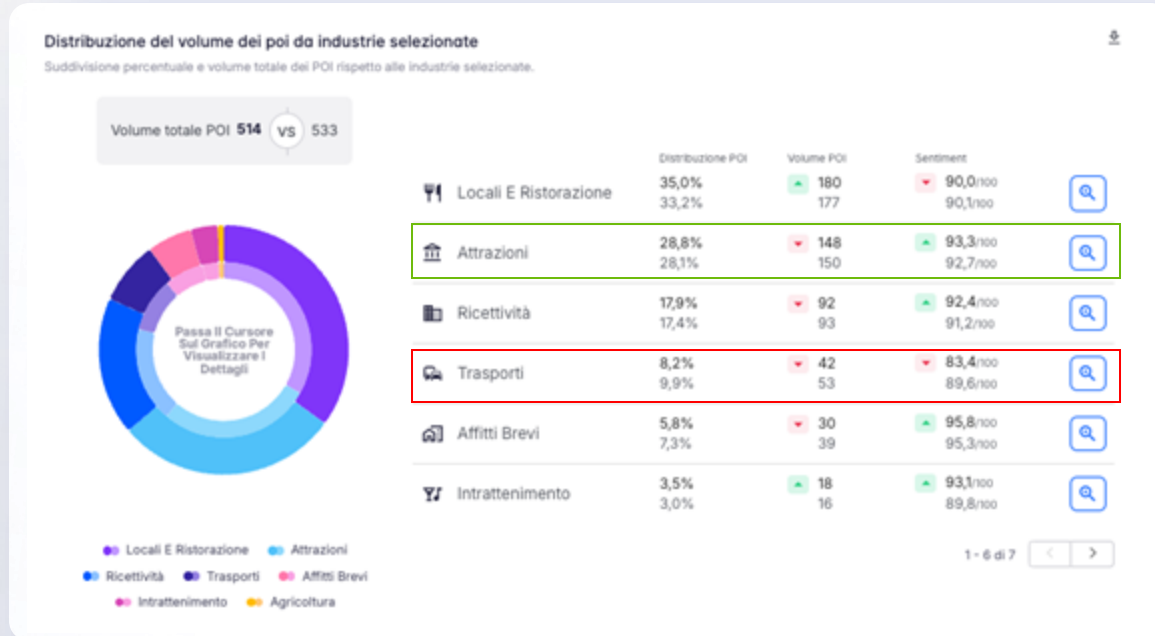 Distribuzione del volume dei poi da industrie selezionate
Suddivisione percentuale e volume totale dei POI rispetto alle industrie selezionate.
Volume totale POI 514 VS 533
Distribuzione POI Volume POI Sentiment
Locali E Ristorazione 35,0% 180 90,0/100
33,2% 177 90,1/100
Attrazioni 28,8% 148 93,3/100
28,1% 150 92,7/100
Ricettività 17,9% 92 92,4/100
17,4% 93 91,2/100
Trasporti 8,2% 42 83,4/100
9,9% 53 89,6/100
Affitti Brevi 5,8% 30 95,8/100
7,3% 39 95,3/100
Intrattenimento 3,5% 18 93,1/100
3,0% 16 89,8/100
Passa Il Cursore
Sul Grafico Per
Visualizzare I
Dettagli
Locali E Ristorazione Attrazioni
Ricettività Trasporti Affitti Brevi
Intrattenimento Agricoltura
1 - 6 di 7